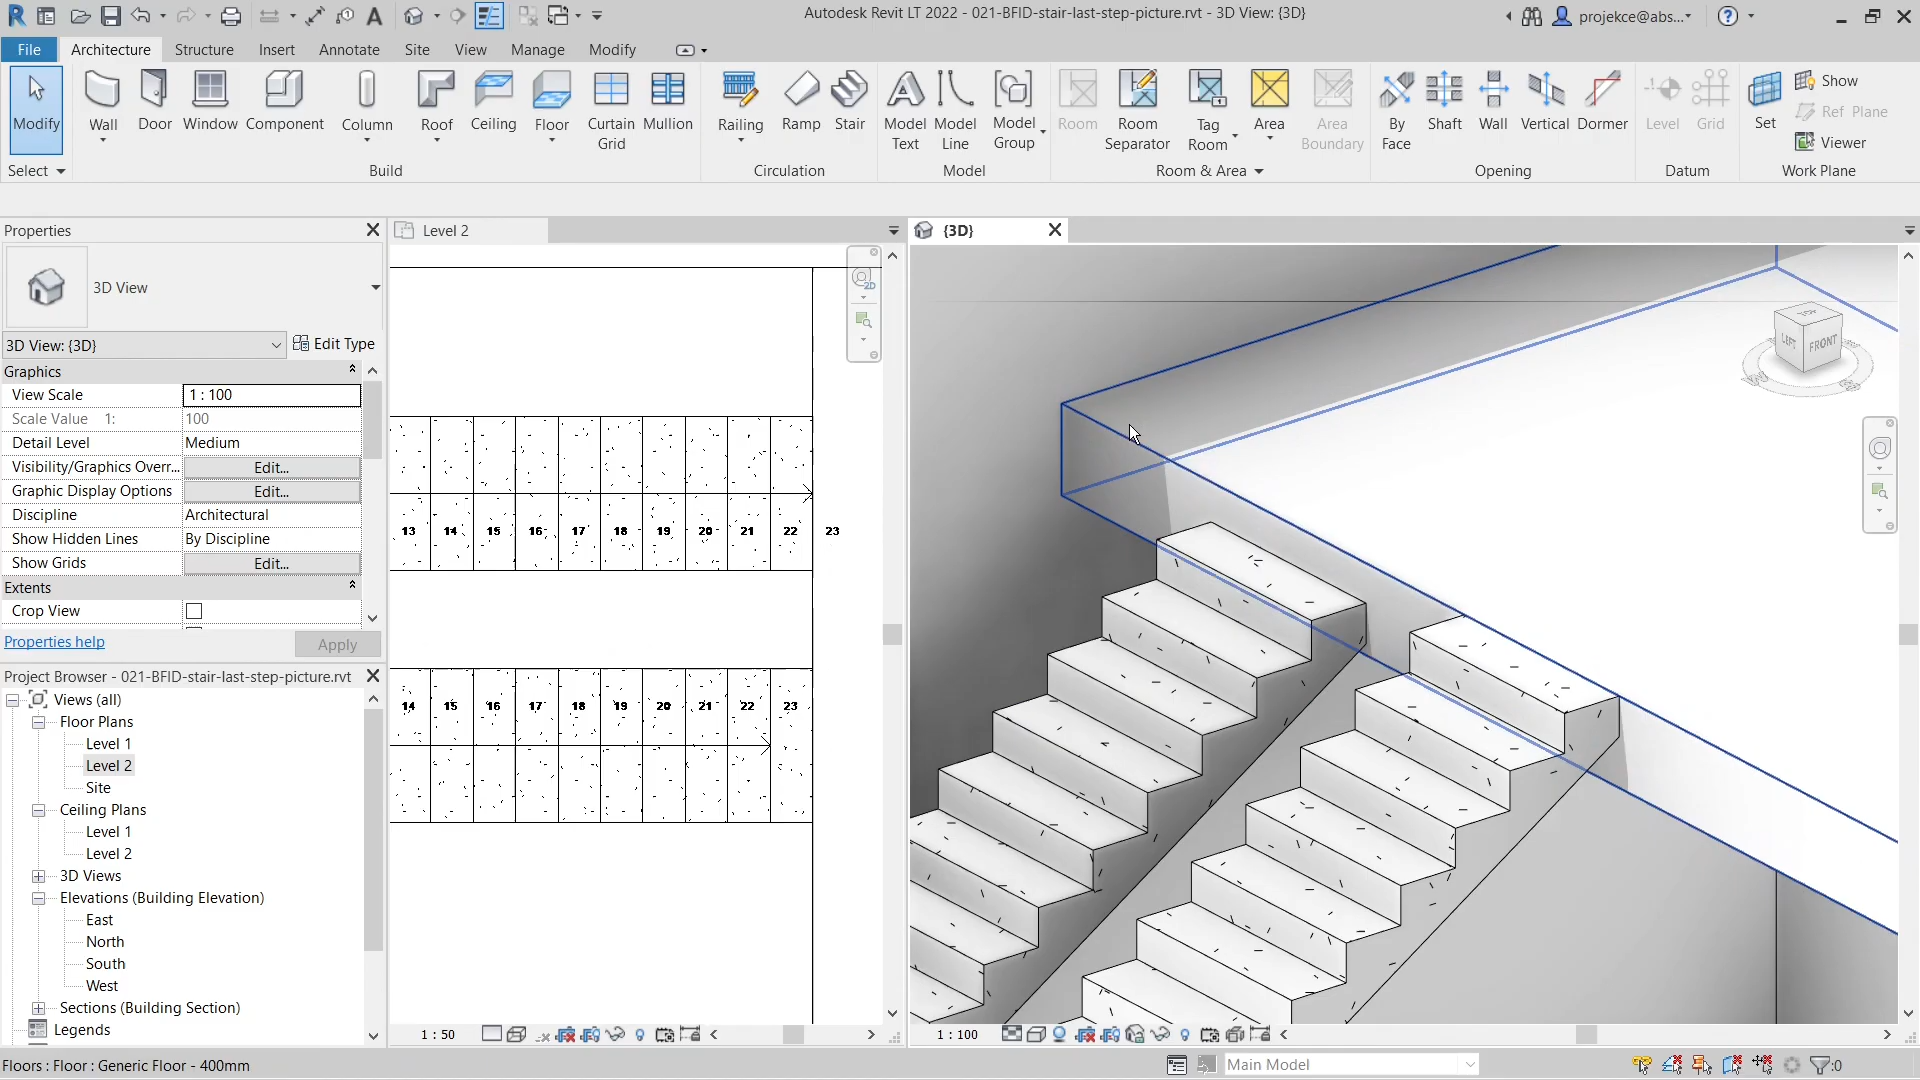 Autodesk Revit LT 2022 - 021-BFID-stair-last-step-picture.rvt - 3D View: {3D}
projekce@abs...
File
Architecture
Structure
Insert
Annotate
Site
View
Manage
Modify
Modify
Wall
Door
Window
Component
Column
Roof
Ceiling
Floor
Curtain
Grid
Mullion
Railing
Ramp
Stair
Model
Text
Model
Line
Model
Group
Room
Room
Separator
Tag
Room
Area
Area
Boundary
By
Face
Shaft
Wall
Vertical
Dormer
Level
Grid
Set
Show
Ref Plane
Viewer
Select
Build
Circulation
Model
Room & Area
Opening
Datum
Work Plane
Properties
3D View
3D View: {3D}
Edit Type
Graphics
View Scale 1 : 100
Scale Value 1: 100
Detail Level Medium
Visibility/Graphics Overr... Edit...
Graphic Display Options Edit...
Discipline Architectural
Show Hidden Lines By Discipline
Show Grids Edit...
Extents
Crop View
Properties help
Apply
Project Browser - 021-BFID-stair-last-step-picture.rvt
Views (all)
Floor Plans
Level 1
Level 2
Site
Ceiling Plans
Level 1
Level 2
3D Views
Elevations (Building Elevation)
East
North
South
West
Sections (Building Section)
Legends
Level 2
2D
13 14 15 16 17 18 19 20 21 22 23
14 15 16 17 18 19 20 21 22 23
1 : 50
{3D}
TOP
LEFT
FRONT
W
S
1 : 100
Floors : Floor : Generic Floor - 400mm
Main Model
:0